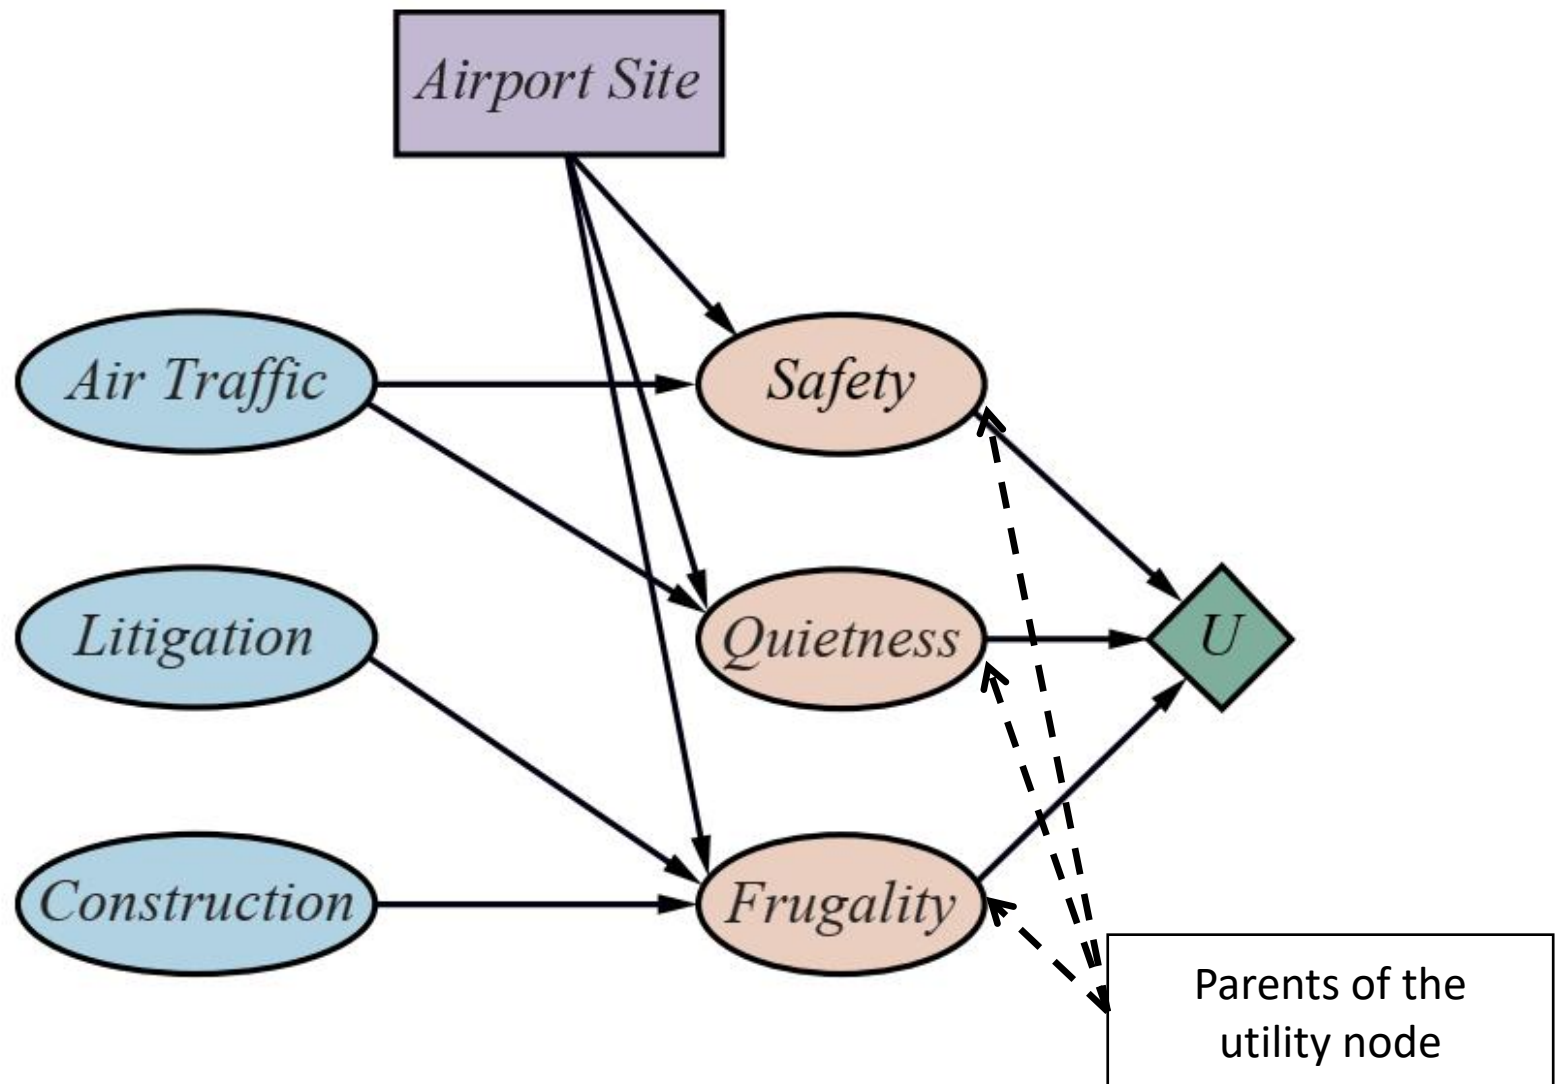 Airport Site
Air Traffic
Safety
Litigation
Quietness
U
Construction
Frugality
Parents of the
utility node